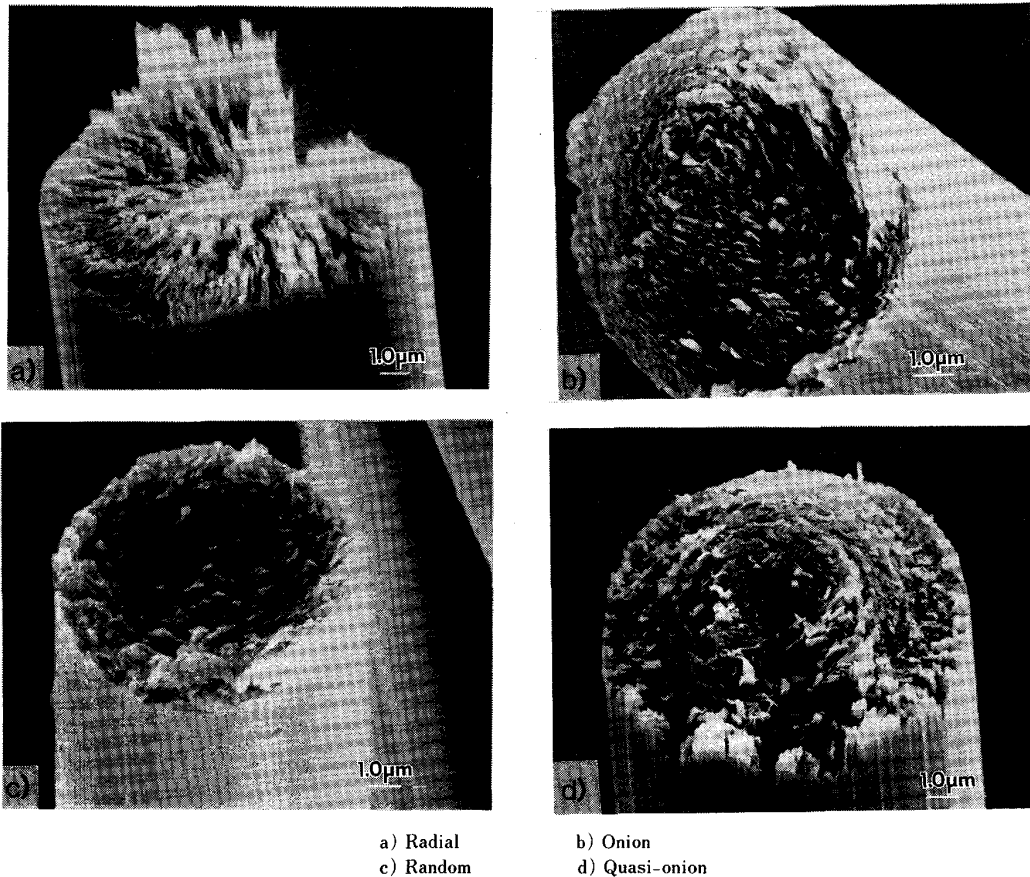 1.0μm
a)
1.0μm
b)
1.0μm
c)
1.0μm
d)
a) Radial b) Onion
c) Random d) Quasi-onion